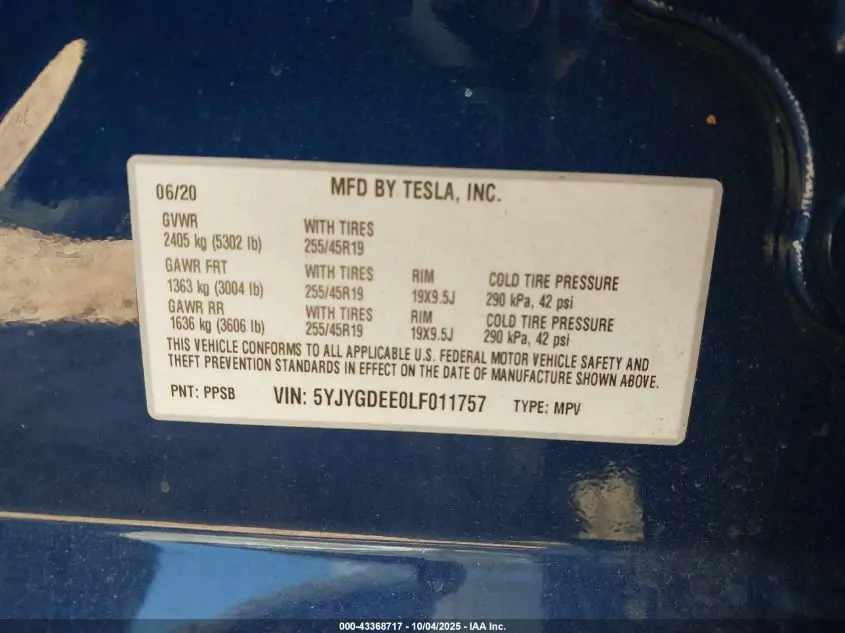 06/20 MFD BY TESLA, INC.
GVWR WITH TIRES
2405 kg (5302 lb) 255/45R19
GAWR FRT WITH TIRES RIM COLD TIRE PRESSURE
1363 kg (3004 lb) 255/45R19 19X9.5J 290 kPa, 42 psi
GAWR RR WITH TIRES RIM COLD TIRE PRESSURE
1636 kg (3606 lb) 255/45R19 19X9.5J 290 kPa, 42 psi
THIS VEHICLE CONFORMS TO ALL APPLICABLE U.S. FEDERAL MOTOR VEHICLE SAFETY AND
THEFT PREVENTION STANDARDS IN EFFECT ON THE DATE OF MANUFACTURE SHOWN ABOVE.
PNT: PPSB VIN: 5YJYGDEE0LF011757 TYPE: MPV
000-43368717 - 10/04/2025 - IAA Inc.